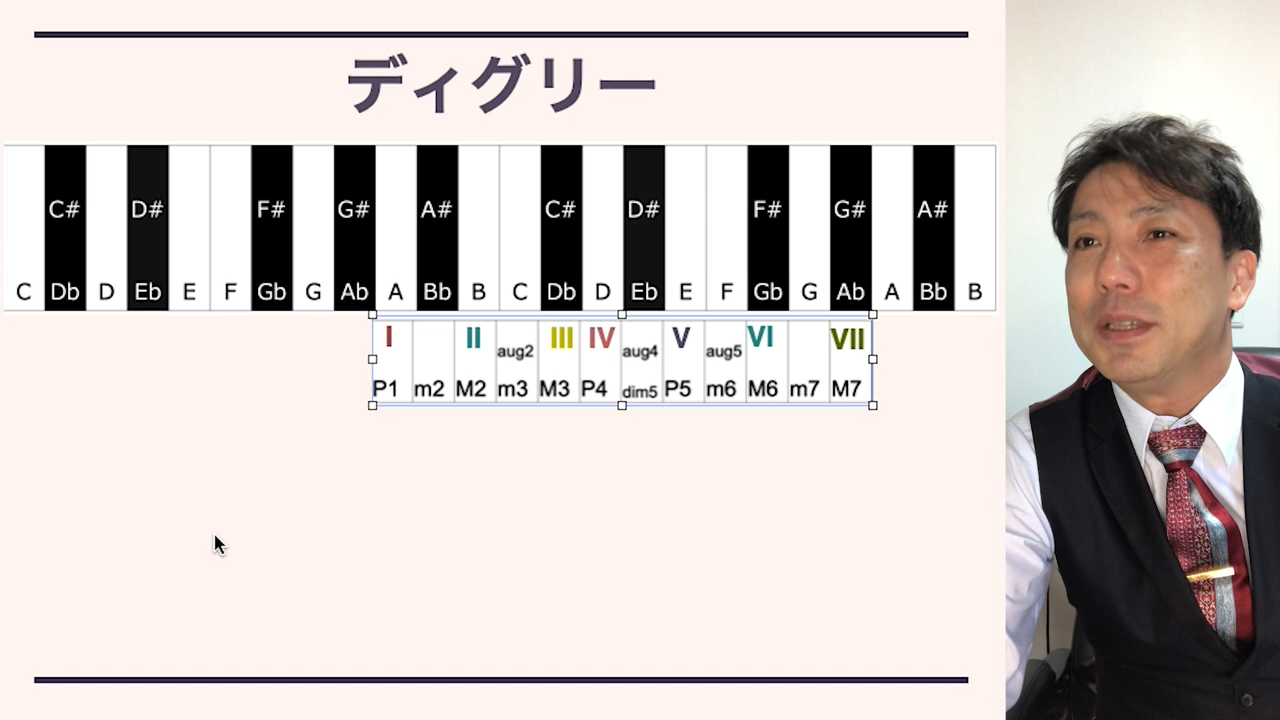 ディグリー
C# D# F# G# A# C# D# F# G# A#
C Db D Eb E F Gb G Ab A Bb B C Db D Eb E F Gb G Ab A Bb B
I II aug2 III IV aug4 V aug5 VI VII
P1 m2 M2 m3 M3 P4 dim5 P5 m6 M6 m7 M7